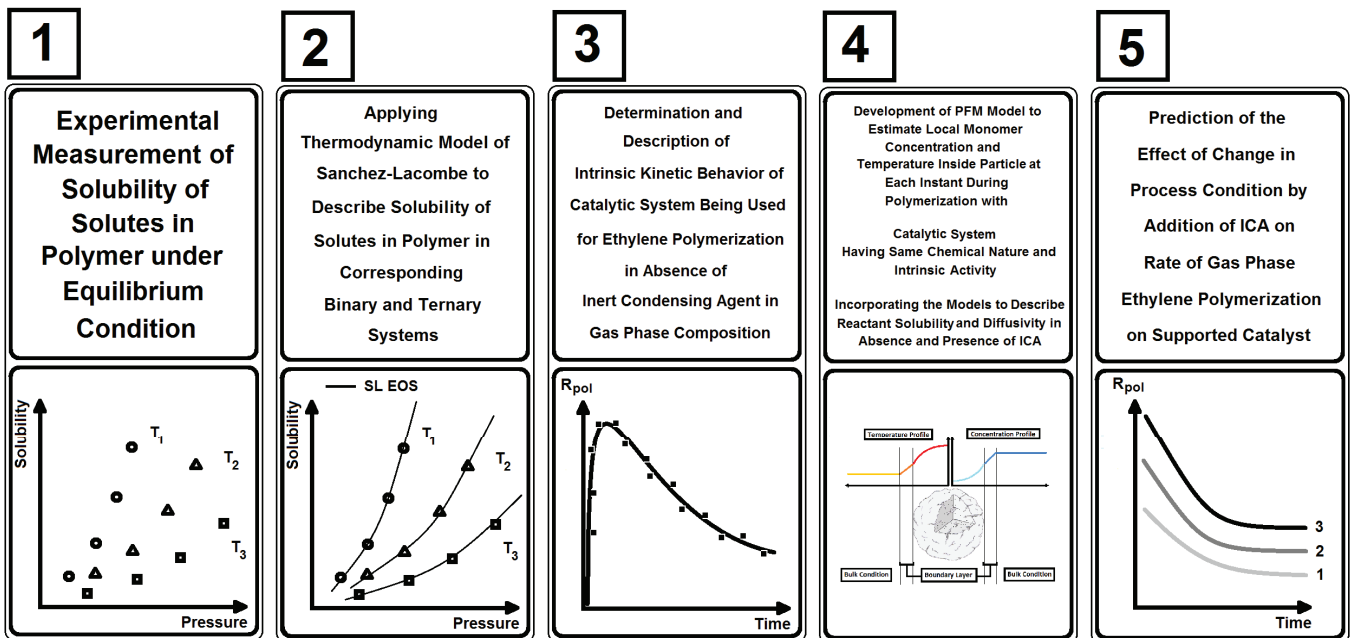 1
Experimental
Measurement of
Solubility of
Solutes in
Polymer under
Equilibrium
Condition
Solubility
T1
T2
T3
Pressure
2
Applying
Thermodynamic Model of
Sanchez-Lacombe to
Describe Solubility of
Solutes in Polymer in
Corresponding
Binary and Ternary
Systems
SL EOS
Solubility
T1
T2
T3
Pressure
3
Determination and
Description of
Intrinsic Kinetic Behavior of
Catalytic System Being Used
for Ethylene Polymerization
in Absence of
Inert Condensing Agent in
Gas Phase Composition
Rpol
Time
4
Development of PFM Model to
Estimate Local Monomer
Concentration and
Temperature Inside Particle at
Each Instant During
Polymerization with
Catalytic System
Having Same Chemical Nature and
Intrinsic Activity
Incorporating the Models to Describe
Reactant Solubility and Diffusivity in
Absence and Presence of ICA
Temperature Profile
Concentration Profile
Bulk Condition
Boundary Layer
Bulk Condition
5
Prediction of the
Effect of Change in
Process Condition by
Addition of ICA on
Rate of Gas Phase
Ethylene Polymerization
on Supported Catalyst
Rpol
3
2
1
Time